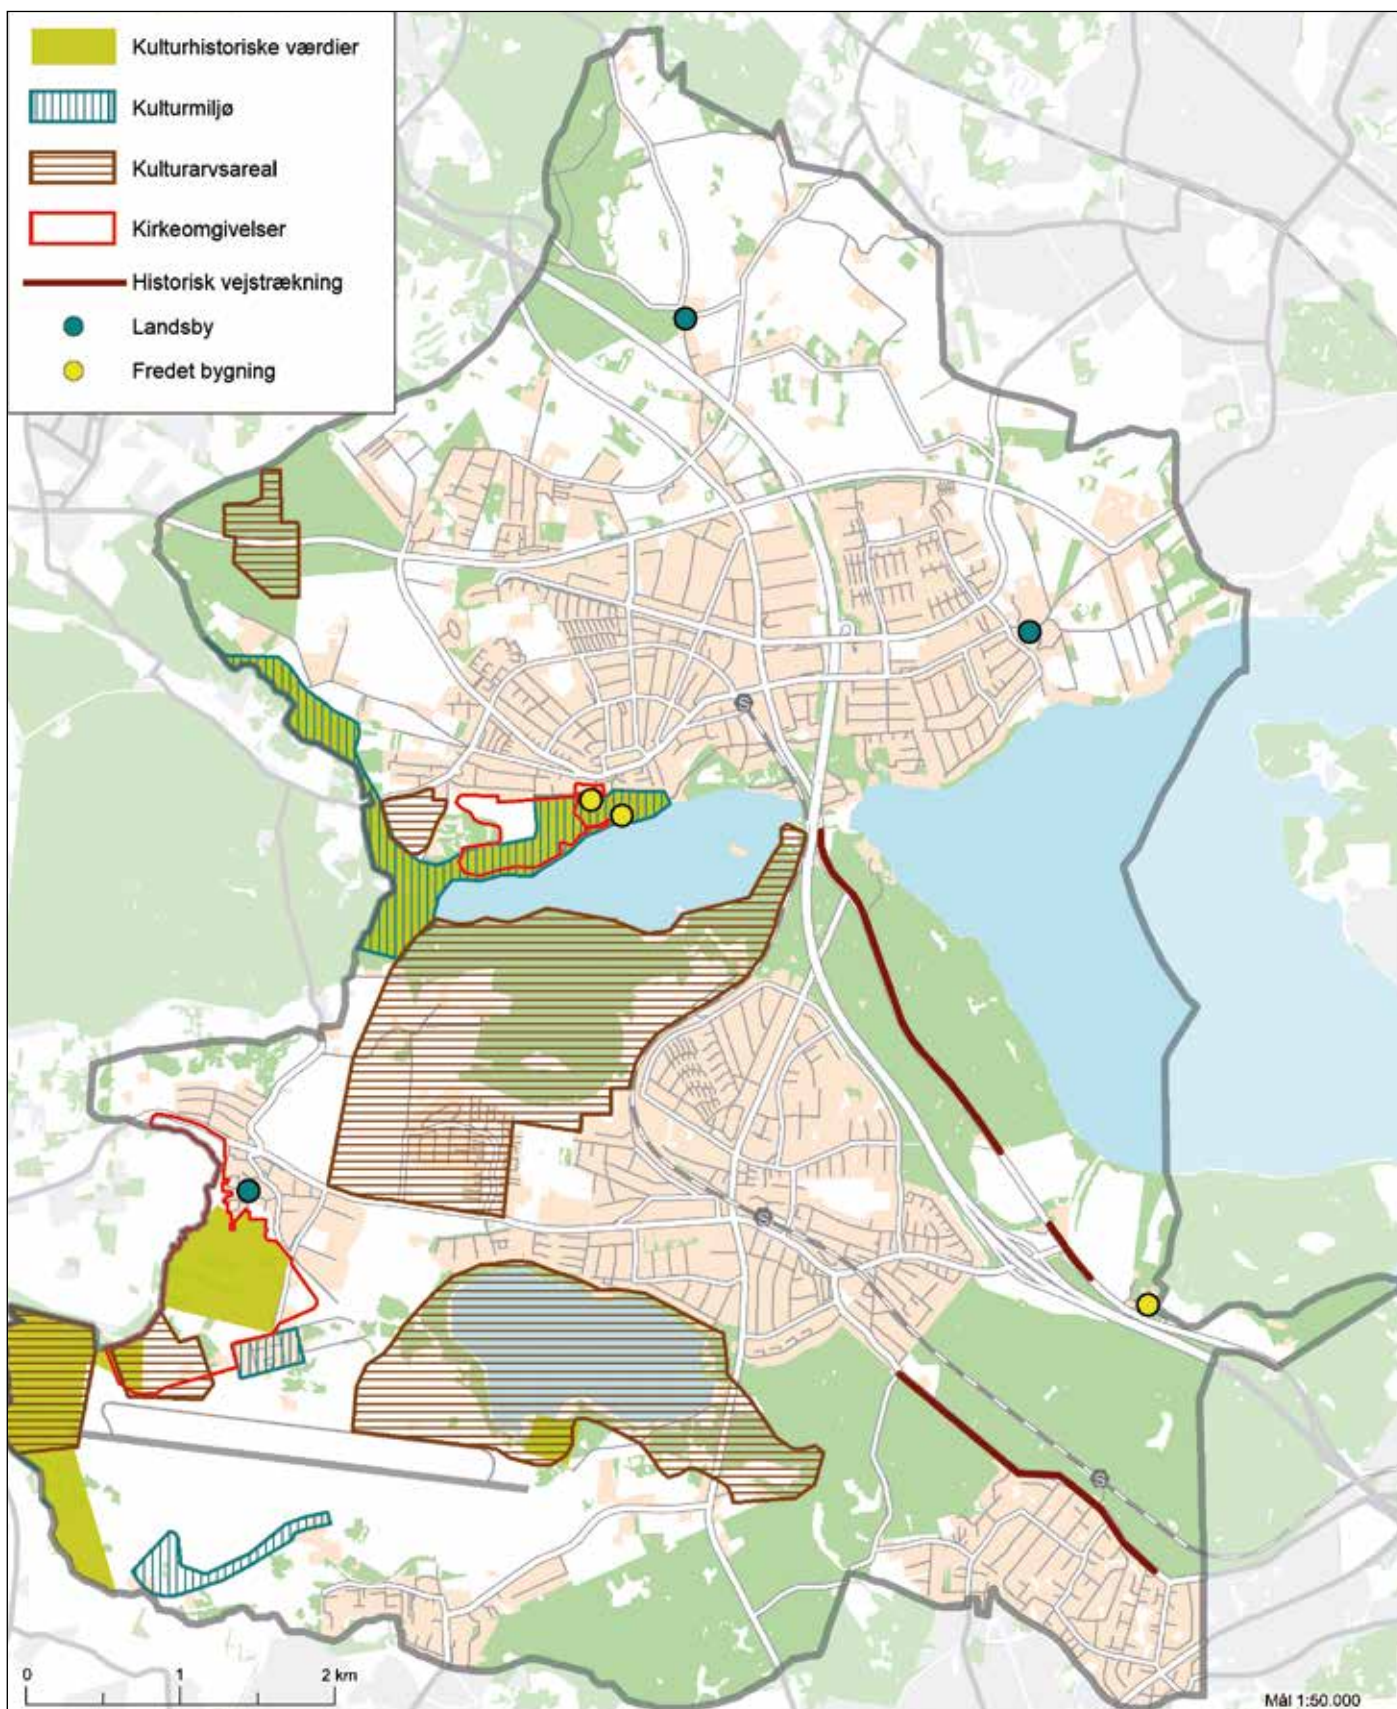 Kulturhistoriske værdier
Kulturmiljø
Kulturarvsareal
Kirkeomgivelser
Historisk vejstrækning
Landsby
Fredet bygning
S
S
S
0 1 2 km
Mål 1:50.000